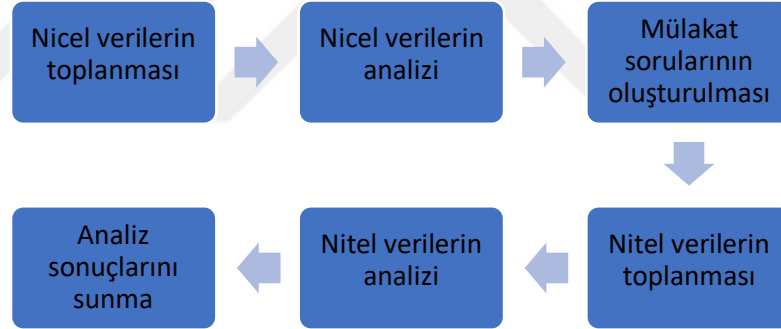 Nicel verilerin
toplanması
Nicel verilerin
analizi
Mülakat
sorularının
oluşturulması
Nitel verilerin
toplanması
Nitel verilerin
analizi
Analiz
sonuçlarını
sunma